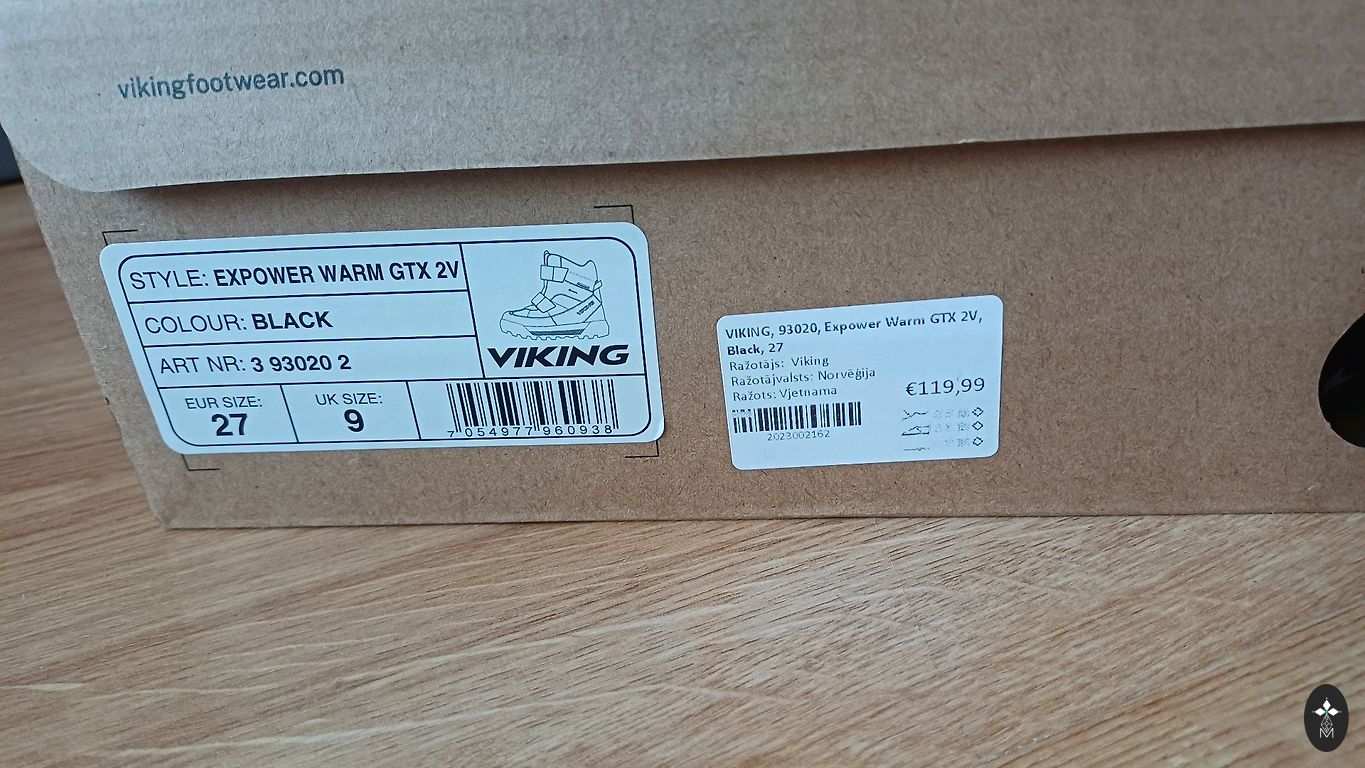 vikingfootwear.com
STYLE: EXPOWER WARM GTX 2V
COLOUR: BLACK
ART NR: 3 93020 2
VIKING
EUR SIZE:
27
UK SIZE:
9
7 054977 960938
VIKING, 93020, Expower Warm GTX 2V,
Black, 27
Ražotājs: Viking
Ražotājvalsts: Norvēģija
Ražots: Vjetnama
€119,99
2023002162
M